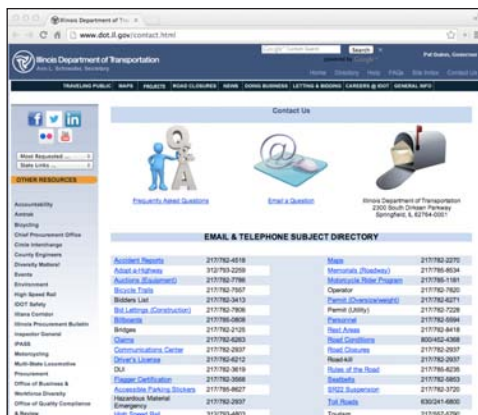 Illinois Department of Tra
www.dot.il.gov/contact.html
Illinois Department of Transportation
Ann L. Schneider, Secretary
Search
powered by Google
Pat Quinn, Governor
Home Directory Help FAQs Site Index Contact Us
TRAVELING PUBLIC MAPS PROJECTS ROAD CLOSURES NEWS DOING BUSINESS LETTING & BIDDING CAREERS @ IDOT GENERAL INFO
Contact Us
Q&A
Most Requested ...
State Links ...
Frequently Asked Questions
Email a Question
Illinois Department of Transportation
2300 South Dirksen Parkway
Springfield, IL 62764-0001
OTHER RESOURCES
Accountability
Amtrak
Bicycling
Chief Procurement Office
Circle Interchange
County Engineers
Diversity Matters!
Events
Environment
High Speed Rail
IDOT Safety
Illiana Corridor
Illinois Procurement Bulletin
Inspector General
IPASS
Motorcycling
Multi-State Locomotive
Procurement
Office of Business &
Workforce Diversity
Office of Quality Compliance
& Review
EMAIL & TELEPHONE SUBJECT DIRECTORY
Accident Reports 217/782-4518
Adopt-a-Highway 312/793-2259
Auctions (Equipment) 217/782-7786
Bicycle Trails
Bidders List 217/782-3413
Bid Lettings (Construction) 217/782-7806
Billboards
Bridges 217/782-2125
Claims 217/782-6263
Communications Center 217/782-2937
Driver's License 217/782-6212
DUI 217/782-3619
Flagger Certification 217/782-3568
Accessible Parking Stickers 217/785-8627
Hazardous Material
Emergency 217/782-2937
High Speed Rail
Maps 217/782-2270
Memorials (Roadway) 217/785-8534
Motorcycle Rider Program 217/785-1181
Operator 217/782-7820
Permit (Oversize/weight) 217/782-6271
Permit (Utility) 217/782-7228
Personnel 217/782-5594
Rest Areas 217/782-8418
Road Conditions 800/452-4368
Road Closures 217/782-2937
Road-kill 217/782-2937
Rules of the Road 217/785-6235
Seatbelts
SR22 Suspension 217/782-3720
Toll Roads 630/241-6800
Tourism